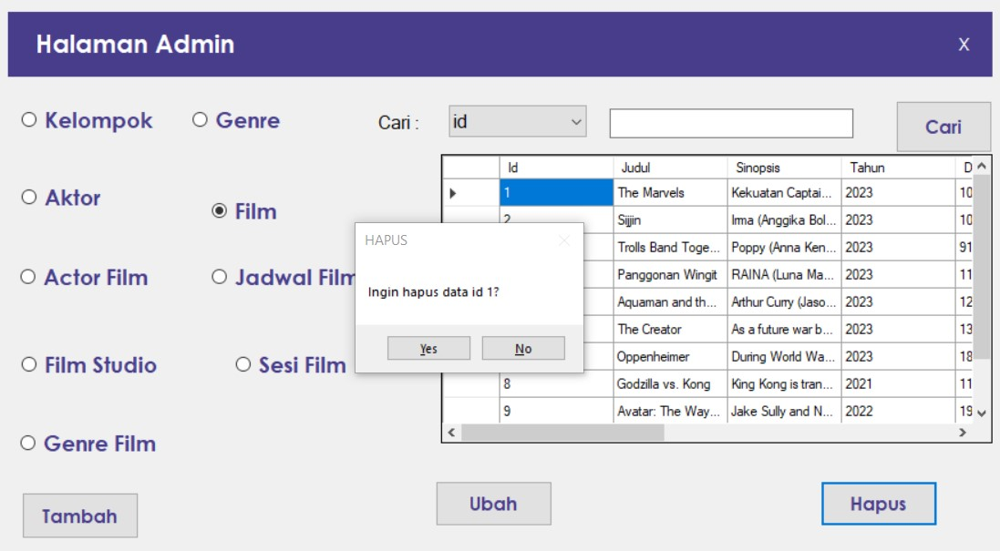 Halaman Admin X
Kelompok Genre Cari : id Cari
Id Judul Sinopsis Tahun D
Aktor 1 The Marvels Kekuatan Captai... 2023 10
Film 2 Sijjin Irma (Anggika Bol... 2023 10
HAPUS Trolls Band Toge... Poppy (Anna Ken... 2023 91
Actor Film Jadwal Film Panggonan Wingit RAINA (Luna Ma... 2023 11
Ingin hapus data id 1? Aquaman and th... Arthur Curry (Jaso... 2023 12
The Creator As a future war b... 2023 13
Yes No Oppenheimer During World Wa... 2023 18
Film Studio Sesi Film 8 Godzilla vs. Kong King Kong is tran... 2021 11
9 Avatar: The Way... Jake Sully and N... 2022 19
Genre Film
Tambah Ubah Hapus